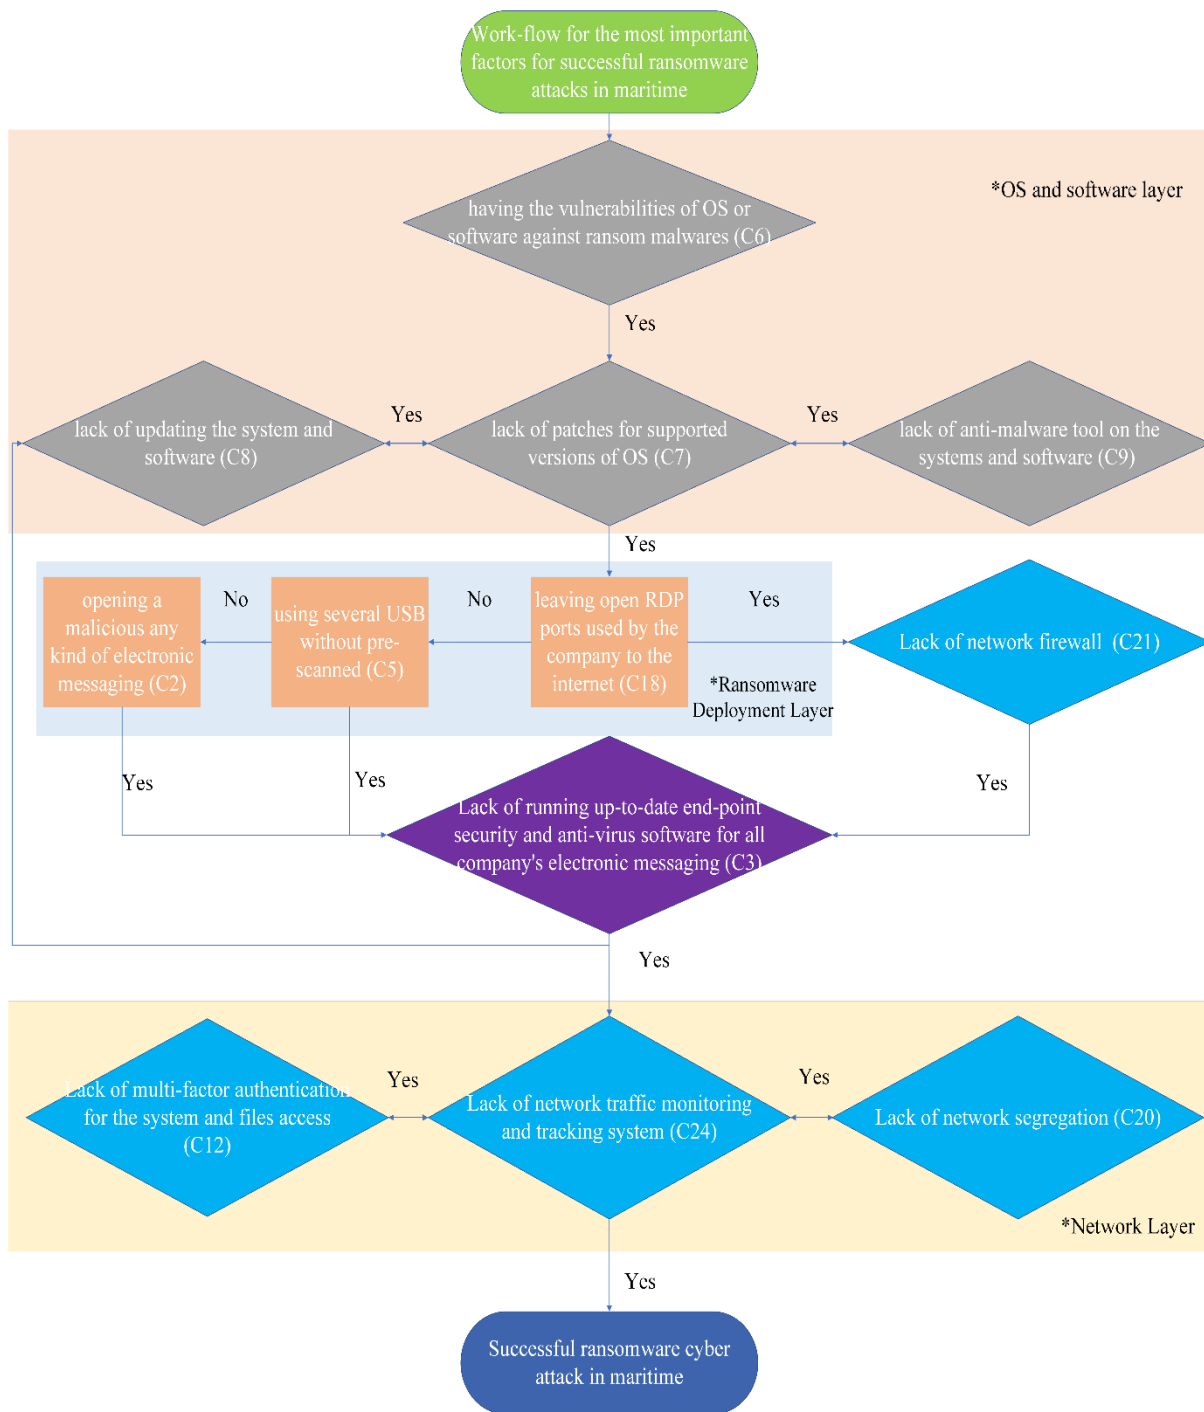 Work-flow for the most important
factors for successful ransomware
attacks in maritime
*OS and software layer
having the vulnerabilities of OS or
software against ransom malwares (C6)
Yes
lack of updating the system and
software (C8)
Yes
lack of patches for supported
versions of OS (C7)
Yes
lack of anti-malware tool on the
systems and software (C9)
Yes
opening a
malicious any
kind of electronic
messaging (C2)
No
using several USB
without pre-
scanned (C5)
No
leaving open RDP
ports used by the
company to the
internet (C18)
Yes
*Ransomware
Deployment Layer
Lack of network firewall (C21)
Yes
Yes
Yes
Lack of running up-to-date end-point
security and anti-virus software for all
company's electronic messaging (C3)
Yes
Lack of multi-factor authentication
for the system and files access
(C12)
Yes
Lack of network traffic monitoring
and tracking system (C24)
Yes
Lack of network segregation (C20)
*Network Layer
Yes
Successful ransomware cyber
attack in maritime